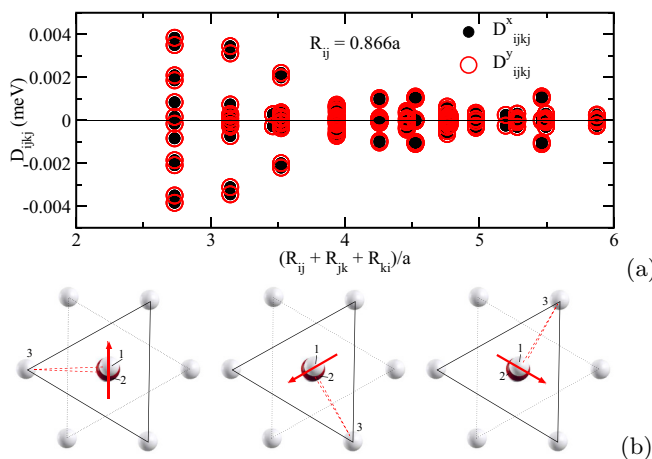 0.004
0.002
0
-0.002
-0.004
D_ijkj (meV)
R_ij = 0.866a
D^x_ijkj
D^y_ijkj
2 3 4 5 6
(R_ij + R_jk + R_ki)/a
(a)
3 1 2
1 2 3
3 1 2
(b)